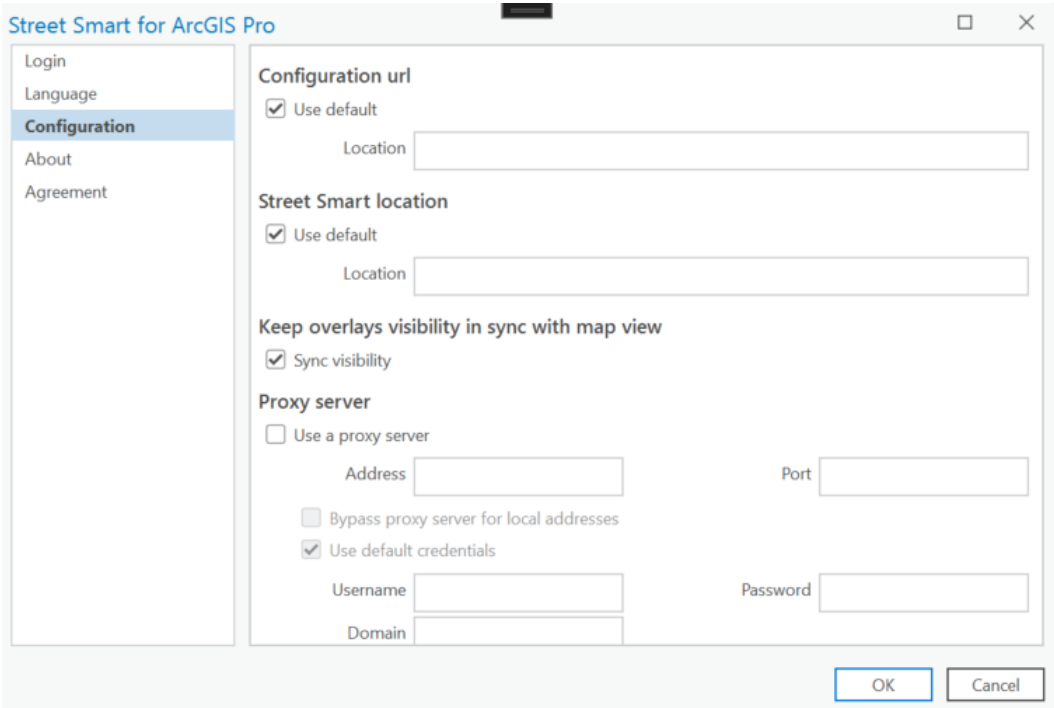 Street Smart for ArcGIS Pro
Login
Language
Configuration
About
Agreement
Configuration url
Use default
Location
Street Smart location
Use default
Location
Keep overlays visibility in sync with map view
Sync visibility
Proxy server
Use a proxy server
Address Port
Bypass proxy server for local addresses
Use default credentials
Username Password
Domain
OK Cancel